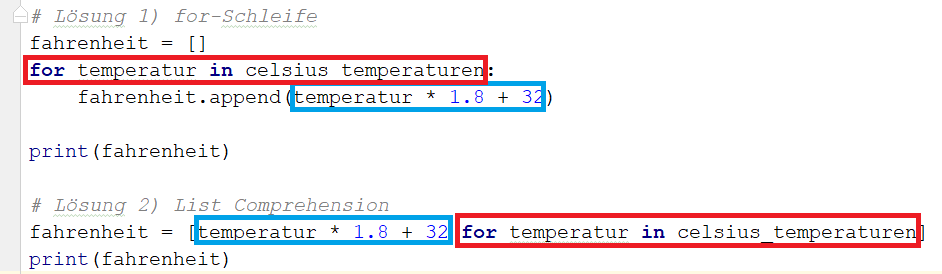 # Lösung 1) for-Schleife
fahrenheit = []
for temperatur in celsius_temperaturen:
fahrenheit.append(temperatur * 1.8 + 32)
print(fahrenheit)
# Lösung 2) List Comprehension
fahrenheit = [temperatur * 1.8 + 32 for temperatur in celsius_temperaturen]
print(fahrenheit)